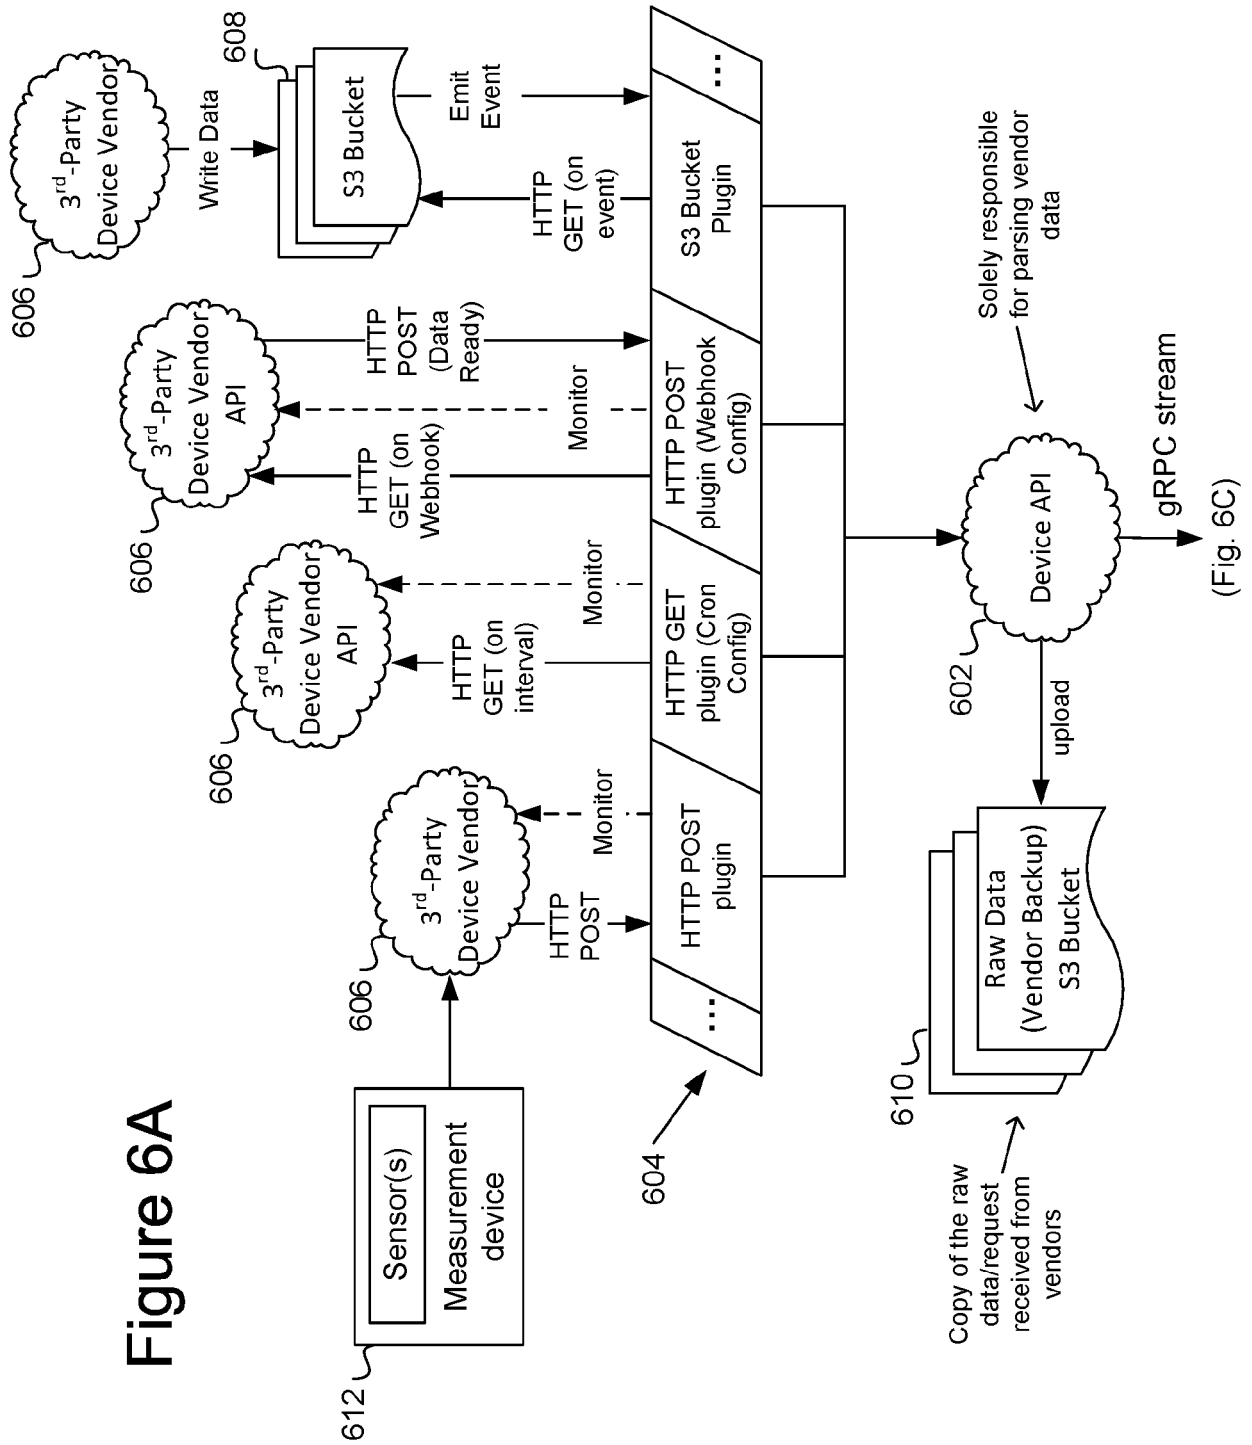 Figure 6A
612
Sensor(s)
Measurement
device
606
3rd-Party
Device Vendor
HTTP
POST
Monitor
606
3rd-Party
Device Vendor
API
HTTP
GET (on
interval)
Monitor
606
3rd-Party
Device Vendor
API
HTTP
GET (on
Webhook)
Monitor
HTTP
POST
(Data
Ready)
606
3rd-Party
Device Vendor
Write Data
608
S3 Bucket
HTTP
GET (on
event)
Emit
Event
604
...
HTTP POST
plugin
HTTP GET
plugin (Cron
Config)
HTTP POST
plugin (Webhook
Config)
S3 Bucket
Plugin
...
602
Device API
Solely responsible
for parsing vendor
data
upload
610
Raw Data
(Vendor Backup)
S3 Bucket
Copy of the raw
data/request
received from
vendors
gRPC stream
(Fig. 6C)